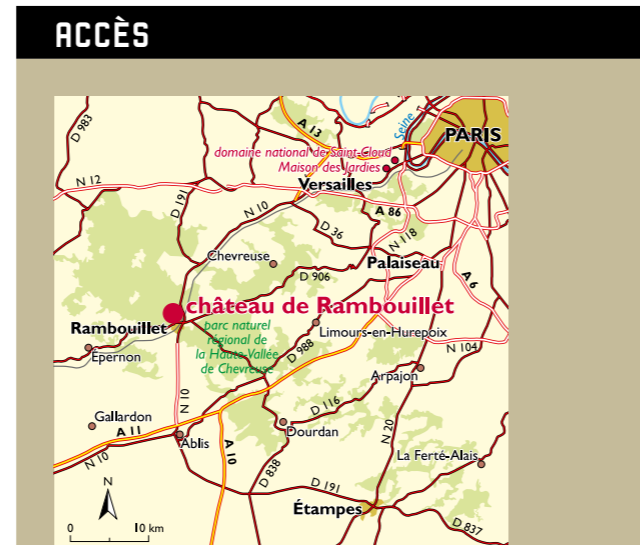 ACCÈS
D 983
A 13
Seine
PARIS
domaine national de Saint-Cloud
Maison des Jardies
Versailles
N 12
D 191
N 10
A 86
D 36
N 118
Chevreuse
Palaiseau
D 906
A 6
château de Rambouillet
Rambouillet
parc naturel
régional de
la Haute-Vallée
de Chevreuse
Limours-en-Hurepoix
Épernon
D 988
N 104
Arpajon
N 10
Gallardon
D 116
A 11
Ablis
Dourdan
N 10
A 10
N 20
La Ferté-Alais
D 838
N
D 191
Étampes
0 10 km
D 837